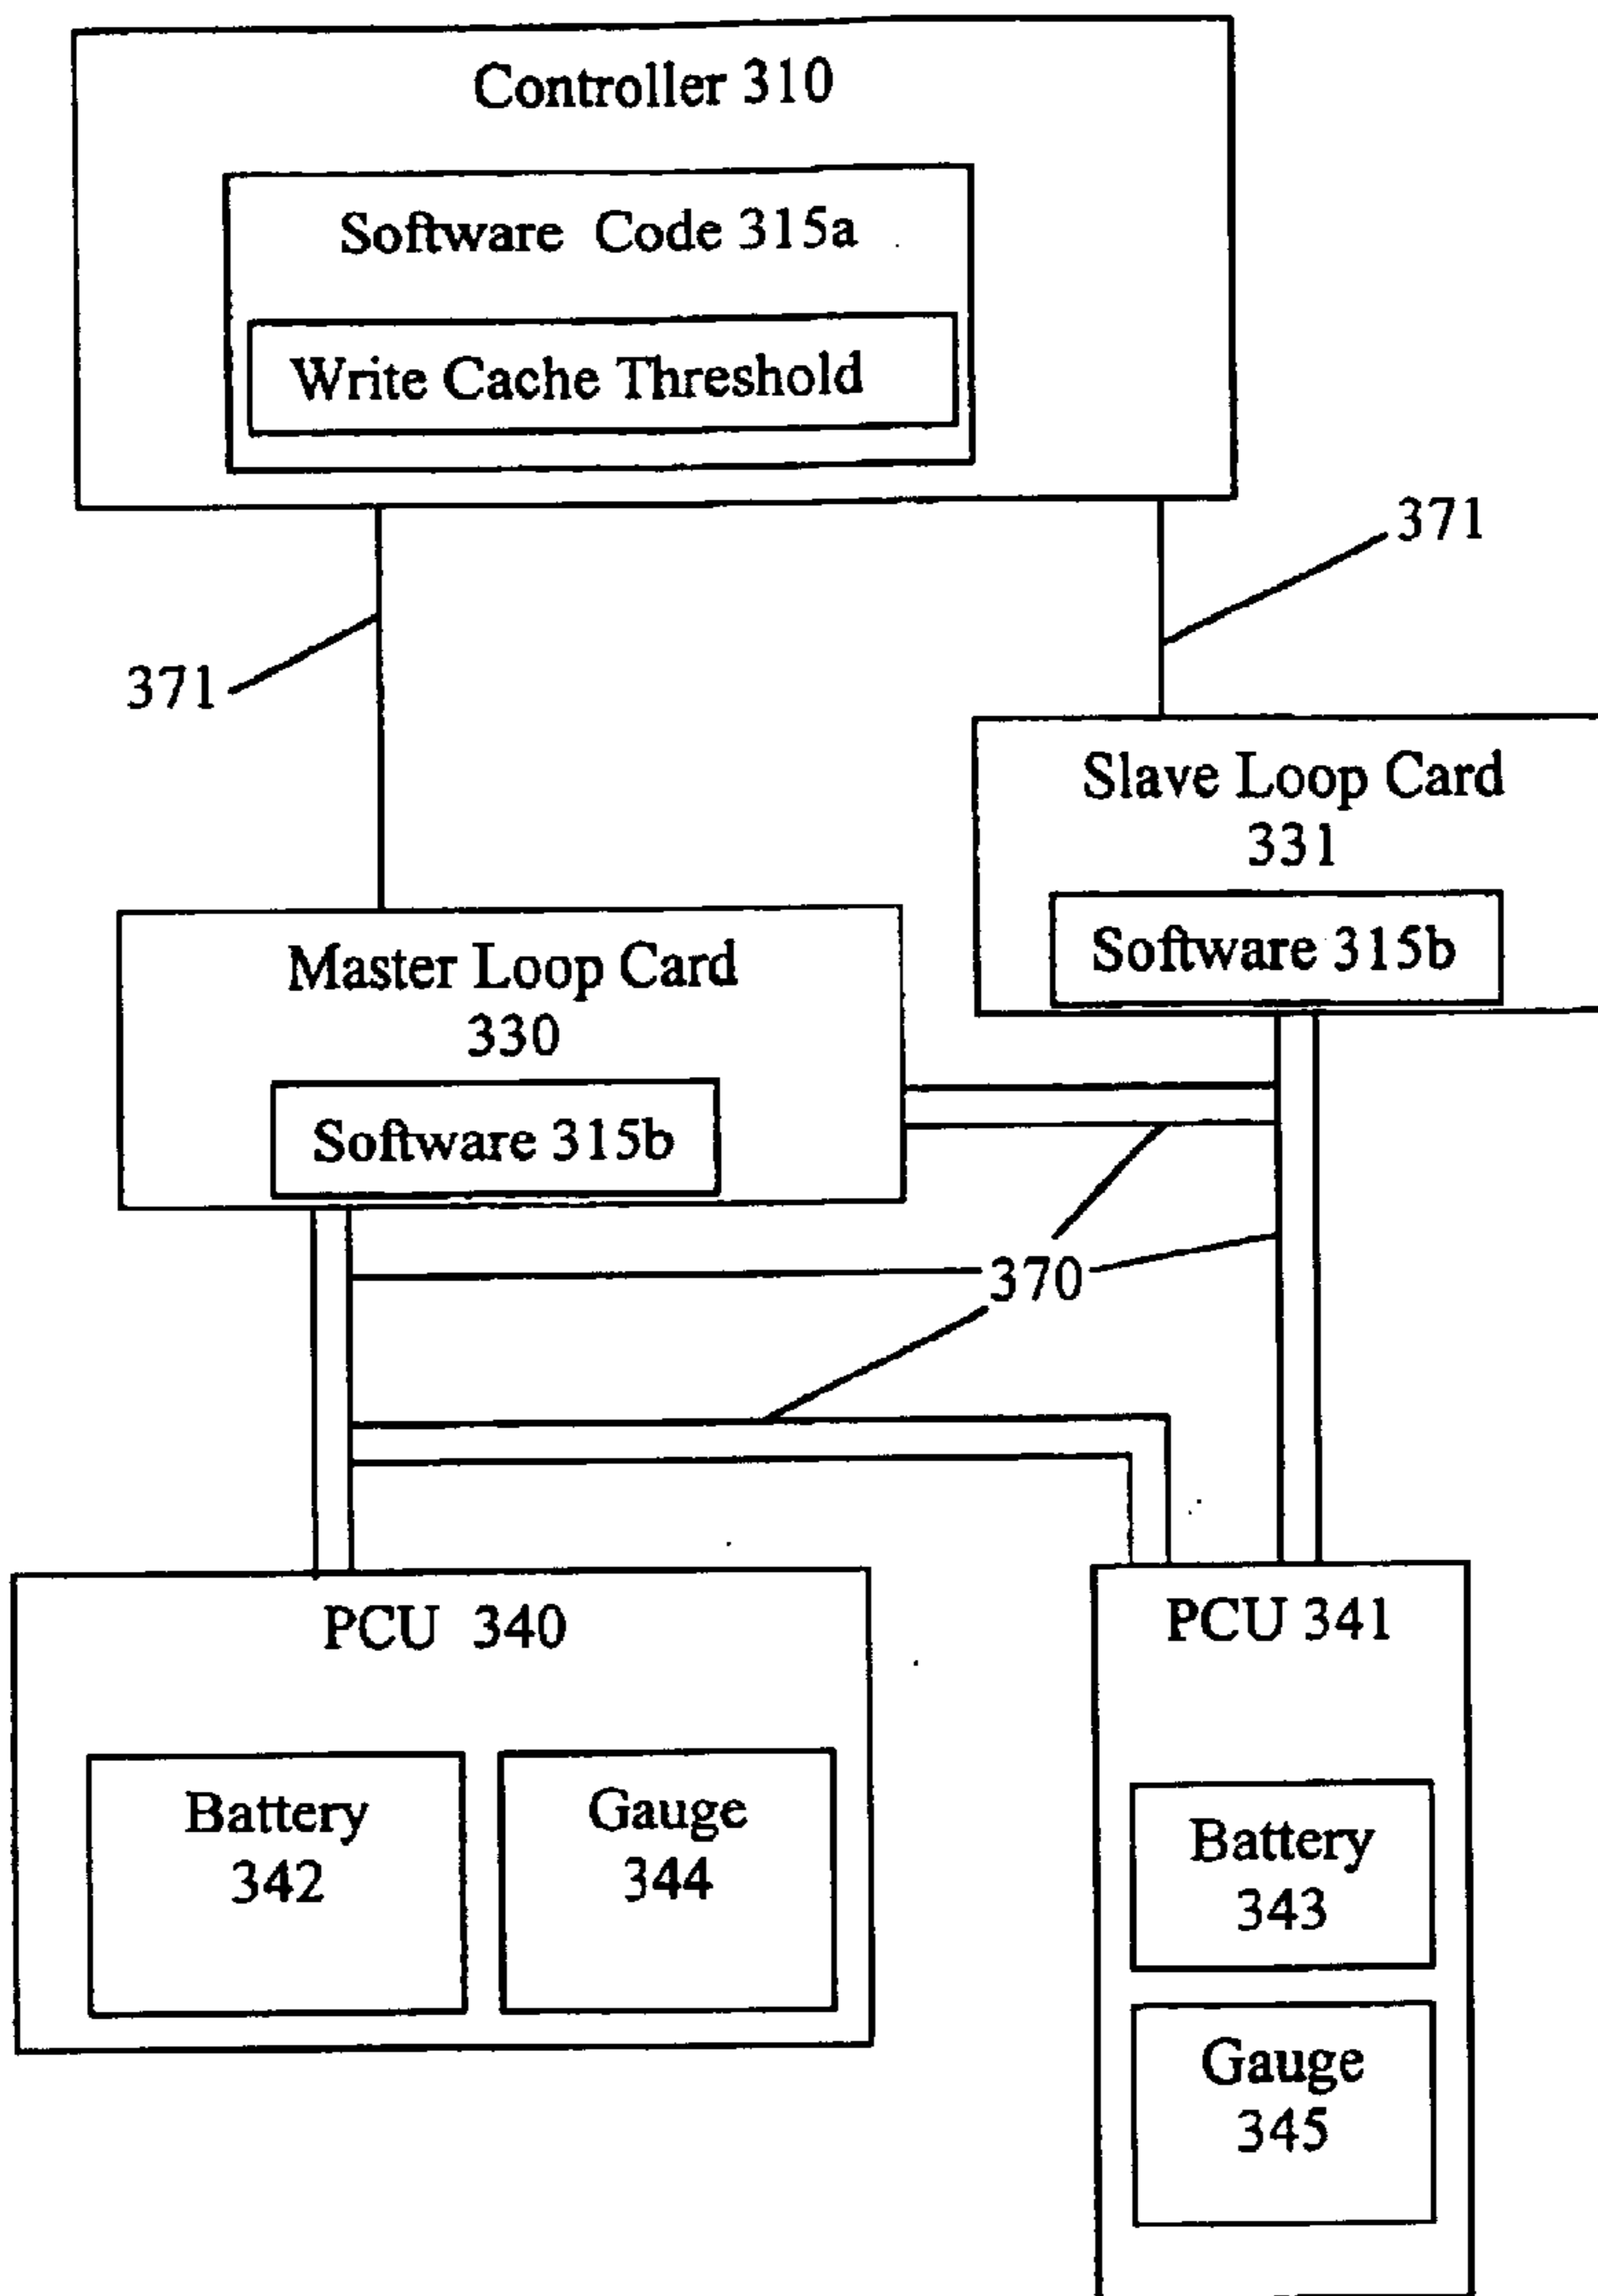 Controller 310
Software Code 315a
Write Cache Threshold
371
371
Slave Loop Card
331
Software 315b
Master Loop Card
330
Software 315b
370
PCU 340
Battery
342
Gauge
344
PCU 341
Battery
343
Gauge
345